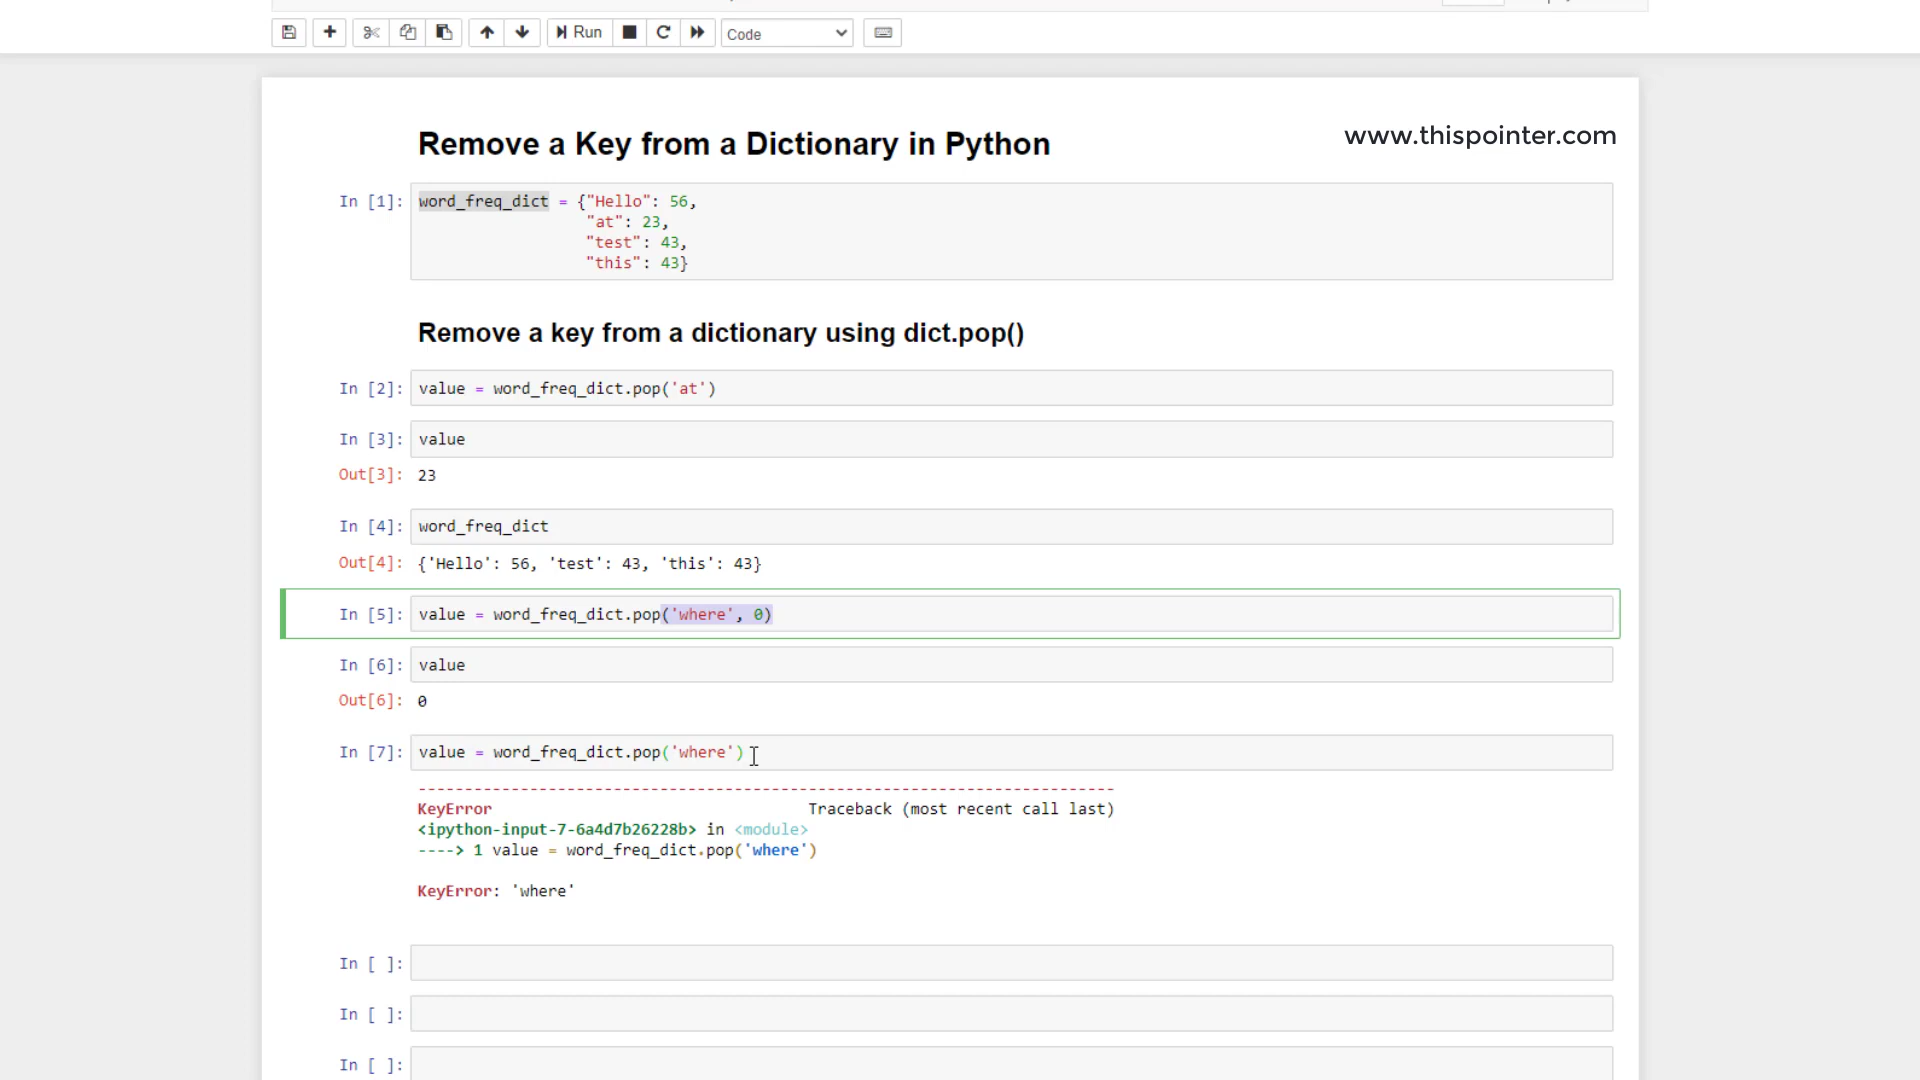 Run
Code
www.thispointer.com
Remove a Key from a Dictionary in Python
In [1]: word_freq_dict = {"Hello": 56,
"at": 23,
"test": 43,
"this": 43}
Remove a key from a dictionary using dict.pop()
In [2]: value = word_freq_dict.pop('at')
In [3]: value
Out[3]: 23
In [4]: word_freq_dict
Out[4]: {'Hello': 56, 'test': 43, 'this': 43}
In [5]: value = word_freq_dict.pop('where', 0)
In [6]: value
Out[6]: 0
In [7]: value = word_freq_dict.pop('where')
---------------------------------------------------------------------------
KeyError Traceback (most recent call last)
<ipython-input-7-6a4d7b26228b> in <module>
----> 1 value = word_freq_dict.pop('where')
KeyError: 'where'
In [ ]:
In [ ]:
In [ ]: